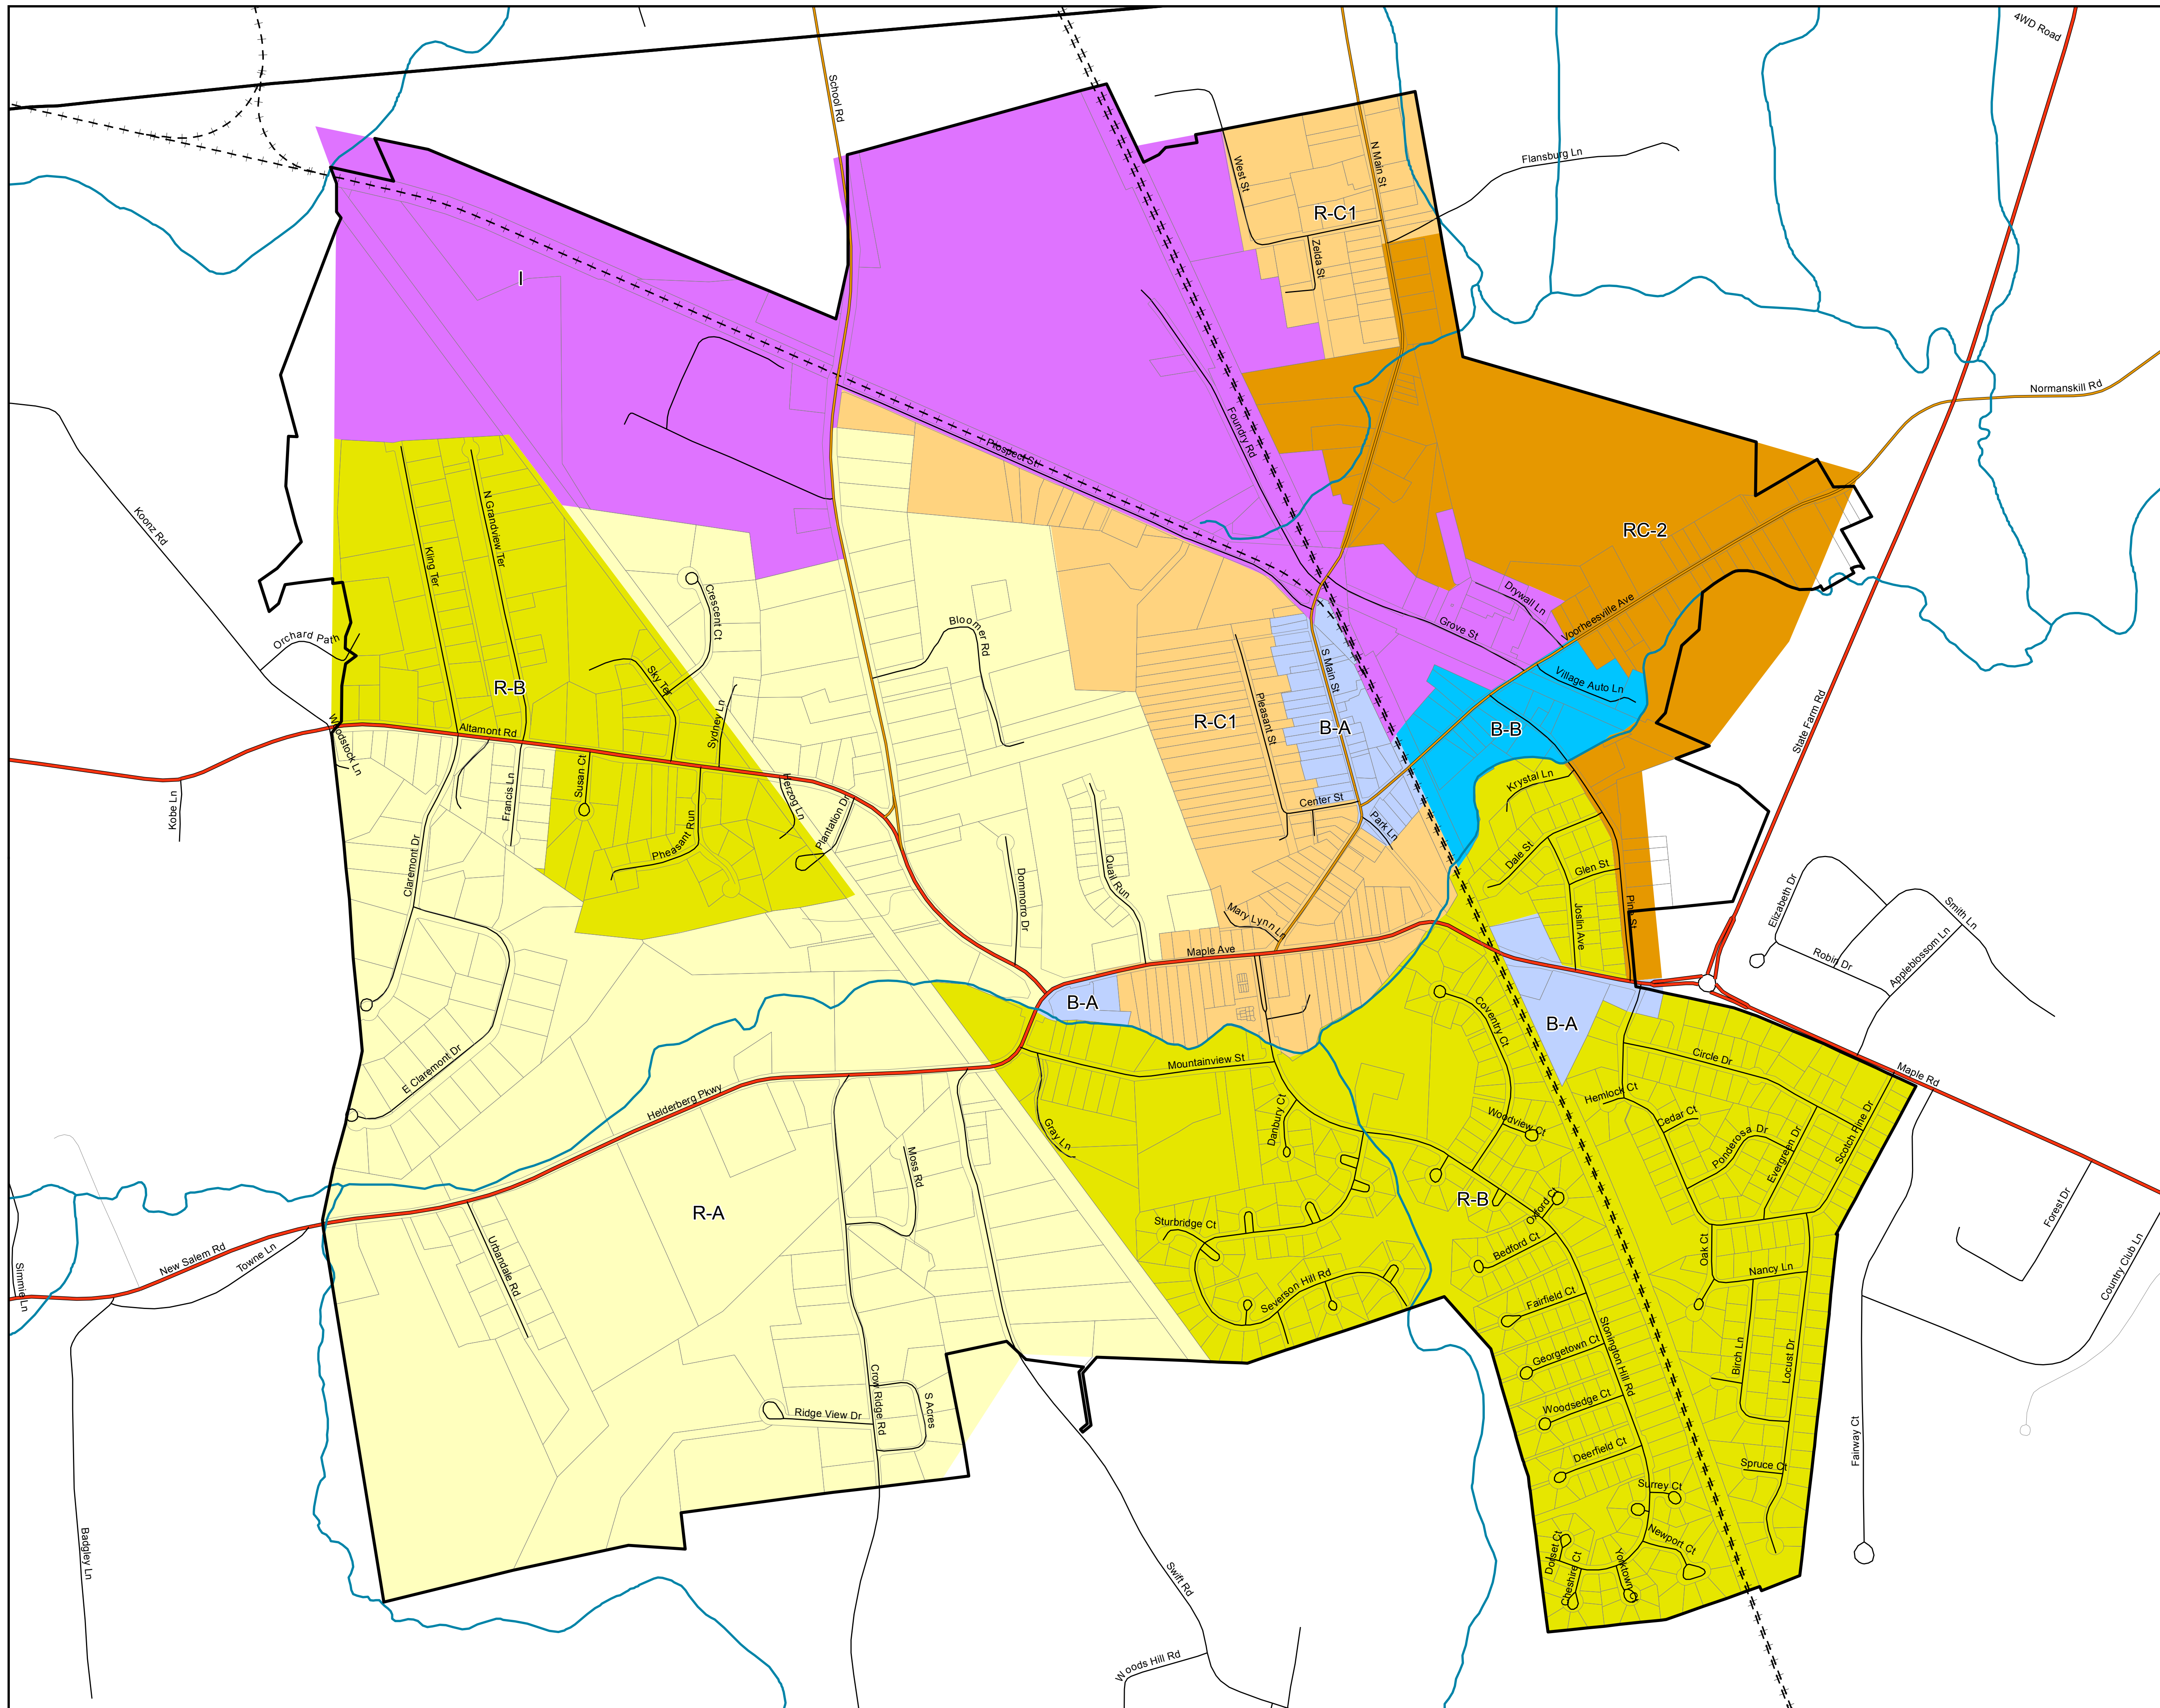 4WD Road
School Rd
N Main St
West St
Flansburg Ln
R-C1
Zelda St
I
Normanskill Rd
Foundry Rd
Prospect St
Koonz Rd
N Grandview Ter
Kling Ter
RC-2
Crescent Ct
Drywall Ln
Voorheesville Ave
Grove St
Bloomer Rd
Orchard Path
S Main St
Sky Ter
R-B
Village Auto Ln
Pleasant St
R-C1
B-A
B-B
State Farm Rd
Sydney Ln
Woodstock Ln
Altamont Rd
Susan Ct
Herzog Ln
Francis Ln
Kobe Ln
Plantation Dr
Krystal Ln
Center St
Park Ln
Pheasant Run
Claremont Dr
Quail Run
Dommorro Dr
Dale St
Glen St
Elizabeth Dr
Smith Ln
Pine St
Joslin Ave
Mary Lynn Ln
Maple Ave
Robin Dr
Appleblossom Ln
B-A
B-A
Coventry Ct
E Claremont Dr
Mountainview St
Circle Dr
Maple Rd
Helderberg Pkwy
Hemlock Ct
Cedar Ct
Gray Ln
Danbury Ct
Woodview Ct
Ponderosa Dr
Evergreen Dr
Scotch Pine Dr
Moss Rd
R-A
R-B
Oxford Ct
Forest Dr
Sturbridge Ct
Bedford Ct
Oak Ct
Country Club Ln
New Salem Rd
Towne Ln
Simmie Ln
Urbandale Rd
Severson Hill Rd
Nancy Ln
Fairfield Ct
Georgetown Ct
Stonington Hill Rd
Birch Ln
Locust Dr
Crow Ridge Rd
S Acres
Ridge View Dr
Woodsedge Ct
Fairway Ct
Deerfield Ct
Spruce Ct
Surrey Ct
Badgley Ln
Newport Ct
Dorset Ct
Cheshire Ct
Yorktown Ct
Swift Rd
Woods Hill Rd